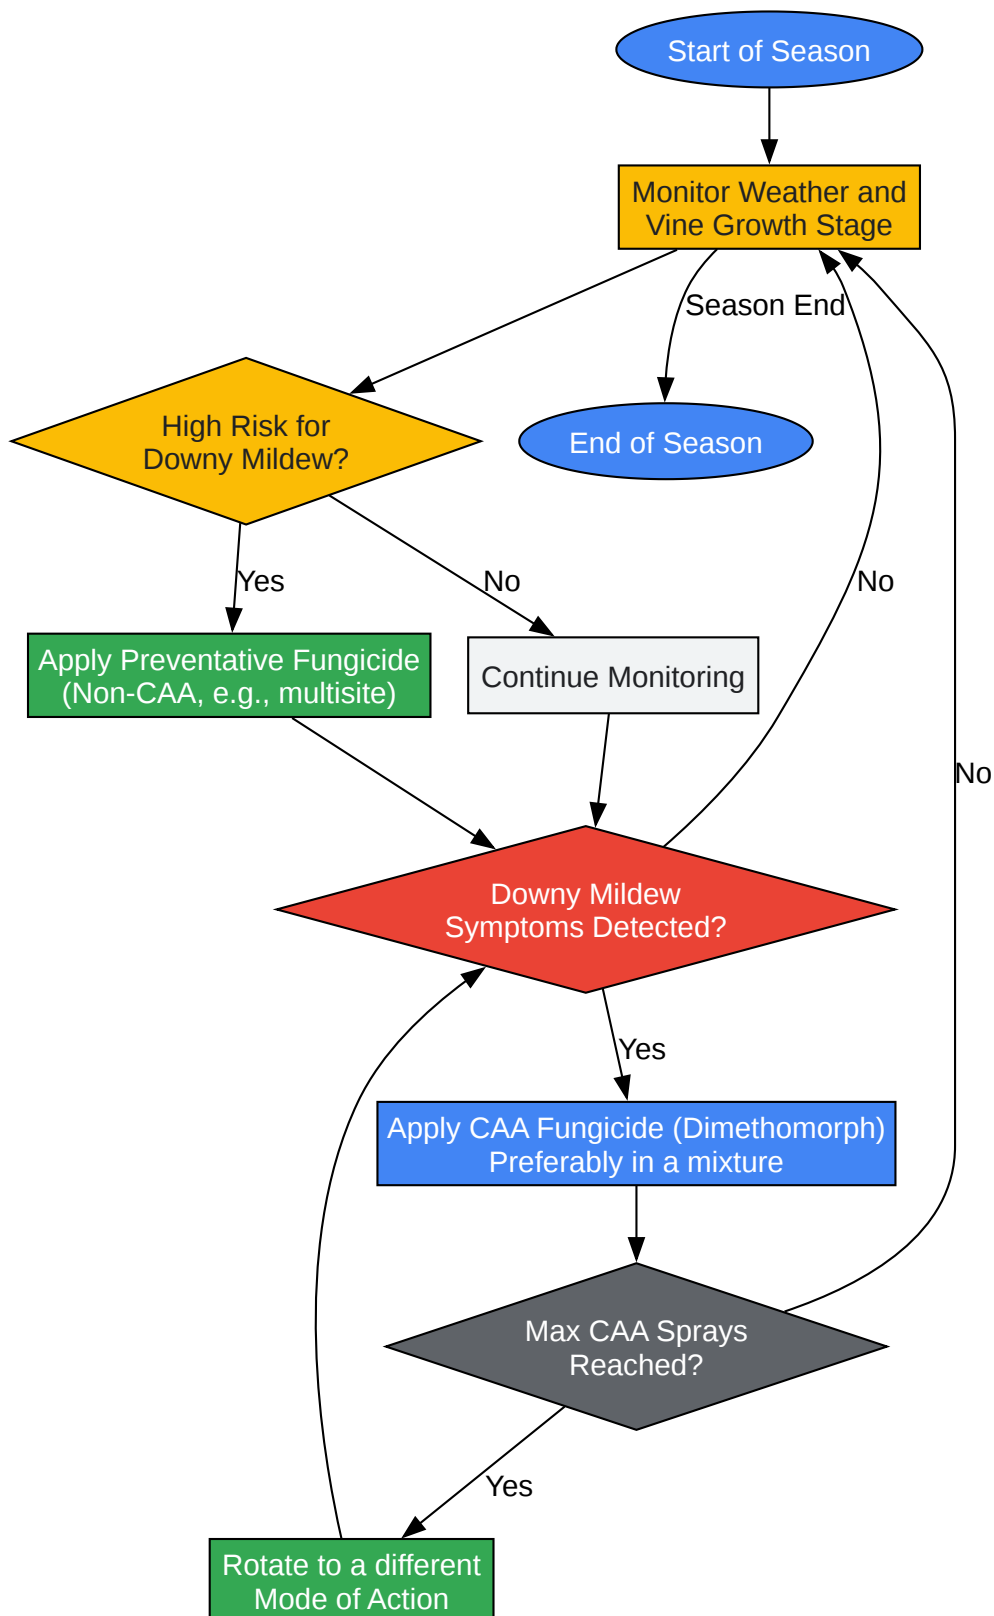 Start of Season
Monitor Weather and
Vine Growth Stage
Season End
High Risk for
Downy Mildew?
End of Season
Yes
No
No
Apply Preventative Fungicide
(Non-CAA, e.g., multisite)
Continue Monitoring
No
Downy Mildew
Symptoms Detected?
Yes
Apply CAA Fungicide (Dimethomorph)
Preferably in a mixture
Max CAA Sprays
Reached?
Yes
Rotate to a different
Mode of Action